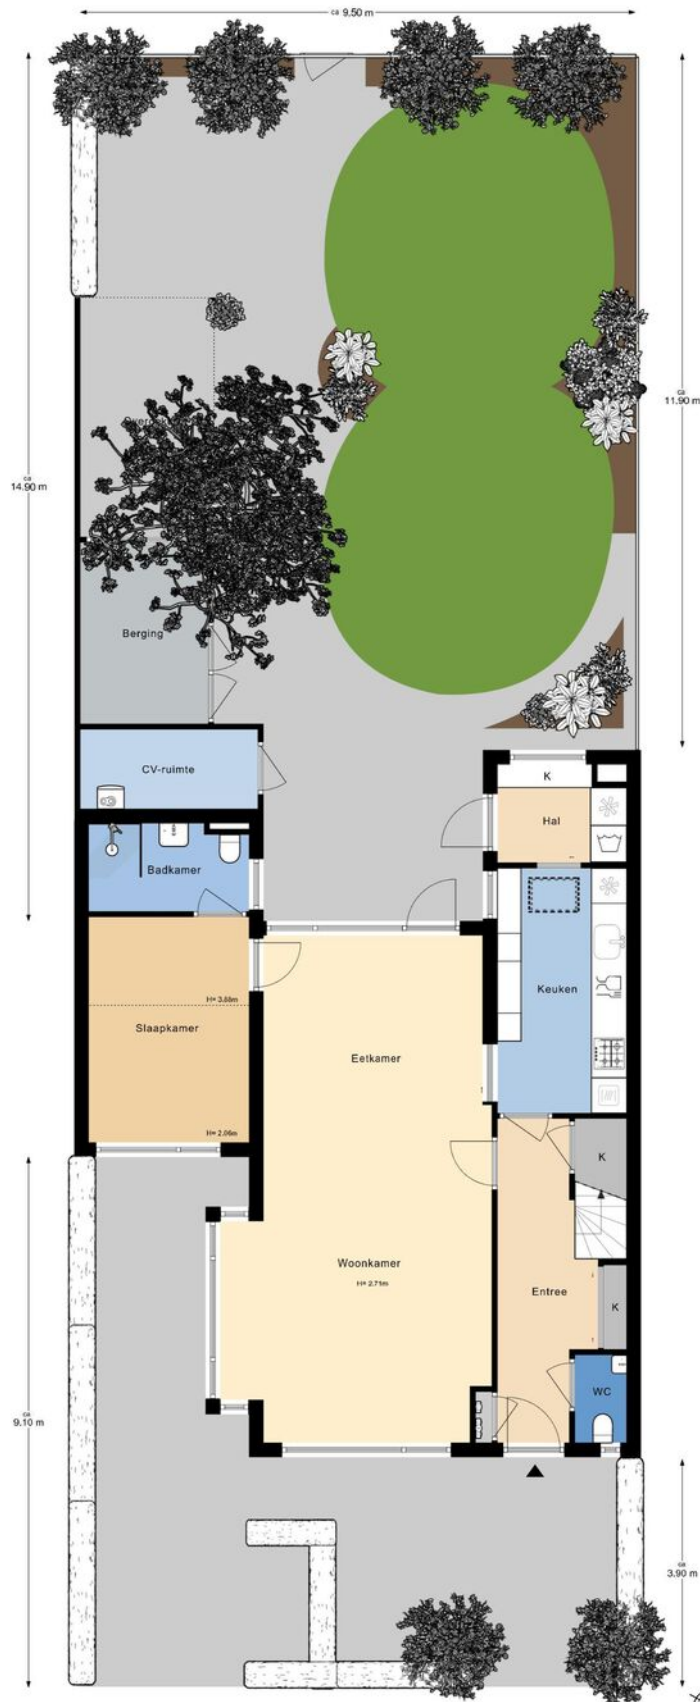 ca
9.50 m
ca
14.90 m
ca
11.90 m
Berging
CV-ruimte
K
Hal
Badkamer
Keuken
H= 3.88m
Slaapkamer
Eetkamer
H= 2.06m
K
Woonkamer
H= 2.71m
Entree
K
WC
ca
9.10 m
ca
3.90 m